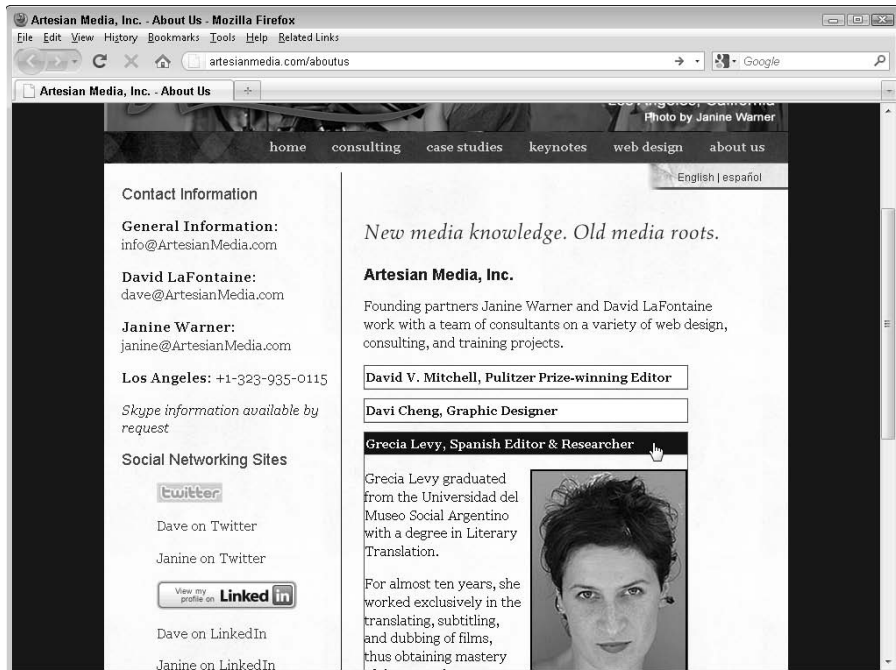 Artesian Media, Inc. - About Us - Mozilla Firefox
File Edit View History Bookmarks Tools Help Related Links
artesianmedia.com/aboutus
Google
Artesian Media, Inc. - About Us
Los Angeles, California
Photo by Janine Warner
home consulting case studies keynotes web design about us
English | español
Contact Information
General Information:
info@ArtesianMedia.com
David LaFontaine:
dave@ArtesianMedia.com
Janine Warner:
janine@ArtesianMedia.com
Los Angeles: +1-323-935-0115
Skype information available by
request
Social Networking Sites
twitter
Dave on Twitter
Janine on Twitter
View my
profile on LinkedIn
Dave on LinkedIn
Janine on LinkedIn
New media knowledge. Old media roots.
Artesian Media, Inc.
Founding partners Janine Warner and David LaFontaine
work with a team of consultants on a variety of web design,
consulting, and training projects.
David V. Mitchell, Pulitzer Prize-winning Editor
Davi Cheng, Graphic Designer
Grecia Levy, Spanish Editor & Researcher
Grecia Levy graduated
from the Universidad del
Museo Social Argentino
with a degree in Literary
Translation.
For almost ten years, she
worked exclusively in the
translating, subtitling,
and dubbing of films,
thus obtaining mastery